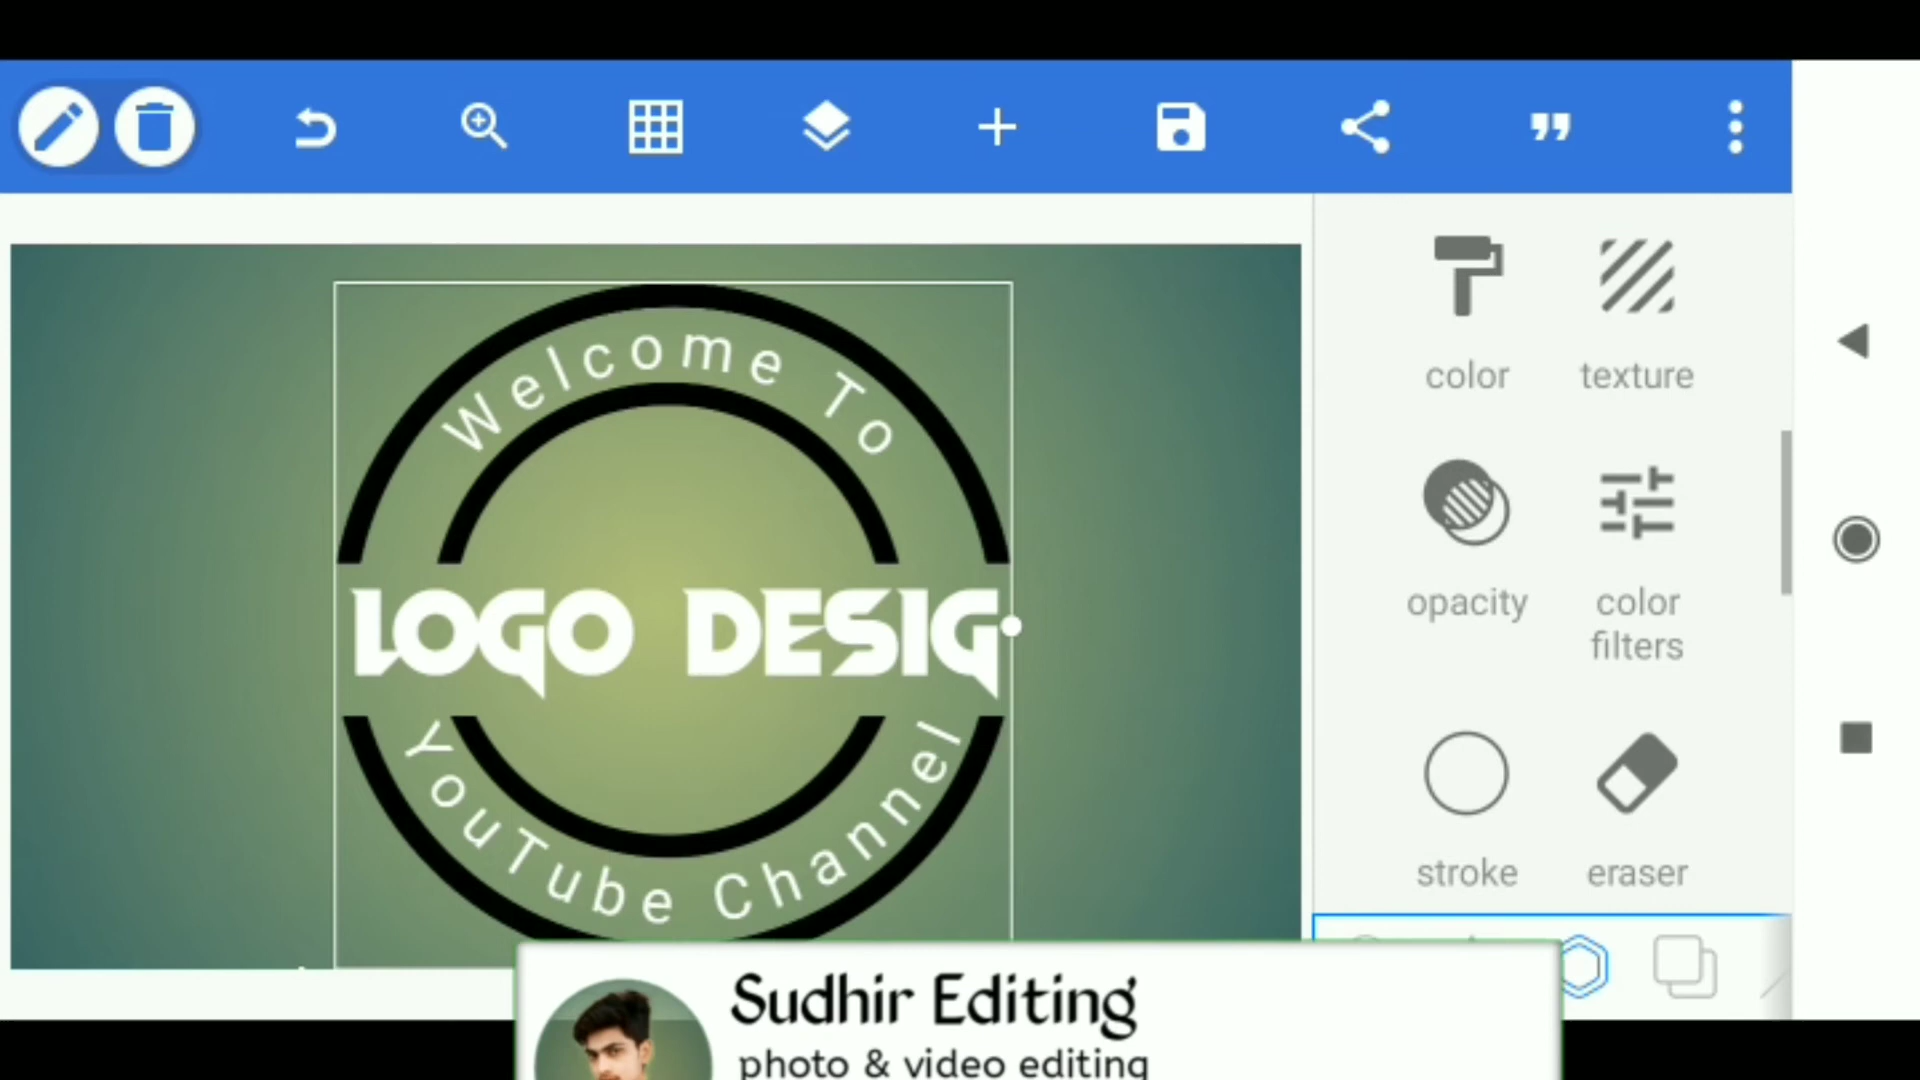 color
texture
Welcome To
opacity
color
filters
LOGO DESIG
YouTube Channel
stroke
eraser
Sudhir Editing
photo & video editing